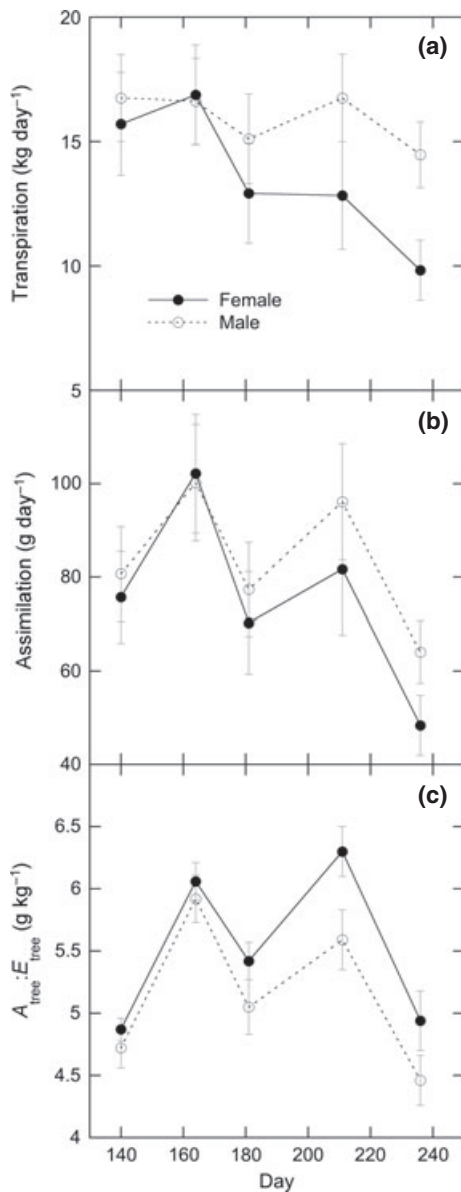 20
(a)
15
Transpiration (kg day⁻¹)
10
Female
Male
5
(b)
100
80
Assimilation (g day⁻¹)
60
40
(c)
6.5
6
5.5
A_tree:E_tree (g kg⁻¹)
5
4.5
4
140 160 180 200 220 240
Day